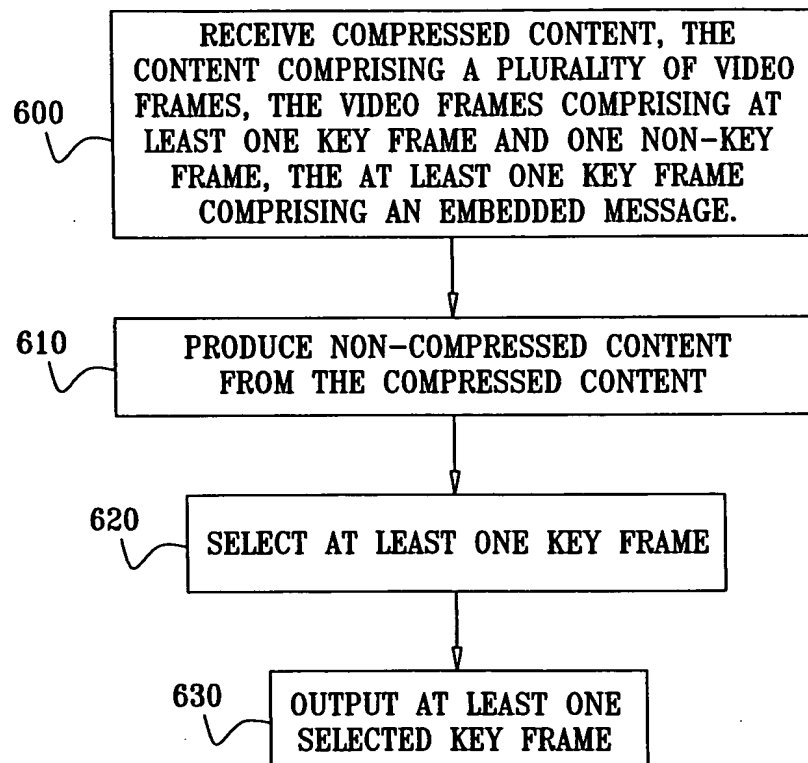 RECEIVE COMPRESSED CONTENT, THE
CONTENT COMPRISING A PLURALITY OF VIDEO
FRAMES, THE VIDEO FRAMES COMPRISING AT
LEAST ONE KEY FRAME AND ONE NON-KEY
FRAME, THE AT LEAST ONE KEY FRAME
COMPRISING AN EMBEDDED MESSAGE.
600
610
PRODUCE NON-COMPRESSED CONTENT
FROM THE COMPRESSED CONTENT
620
SELECT AT LEAST ONE KEY FRAME
630
OUTPUT AT LEAST ONE
SELECTED KEY FRAME